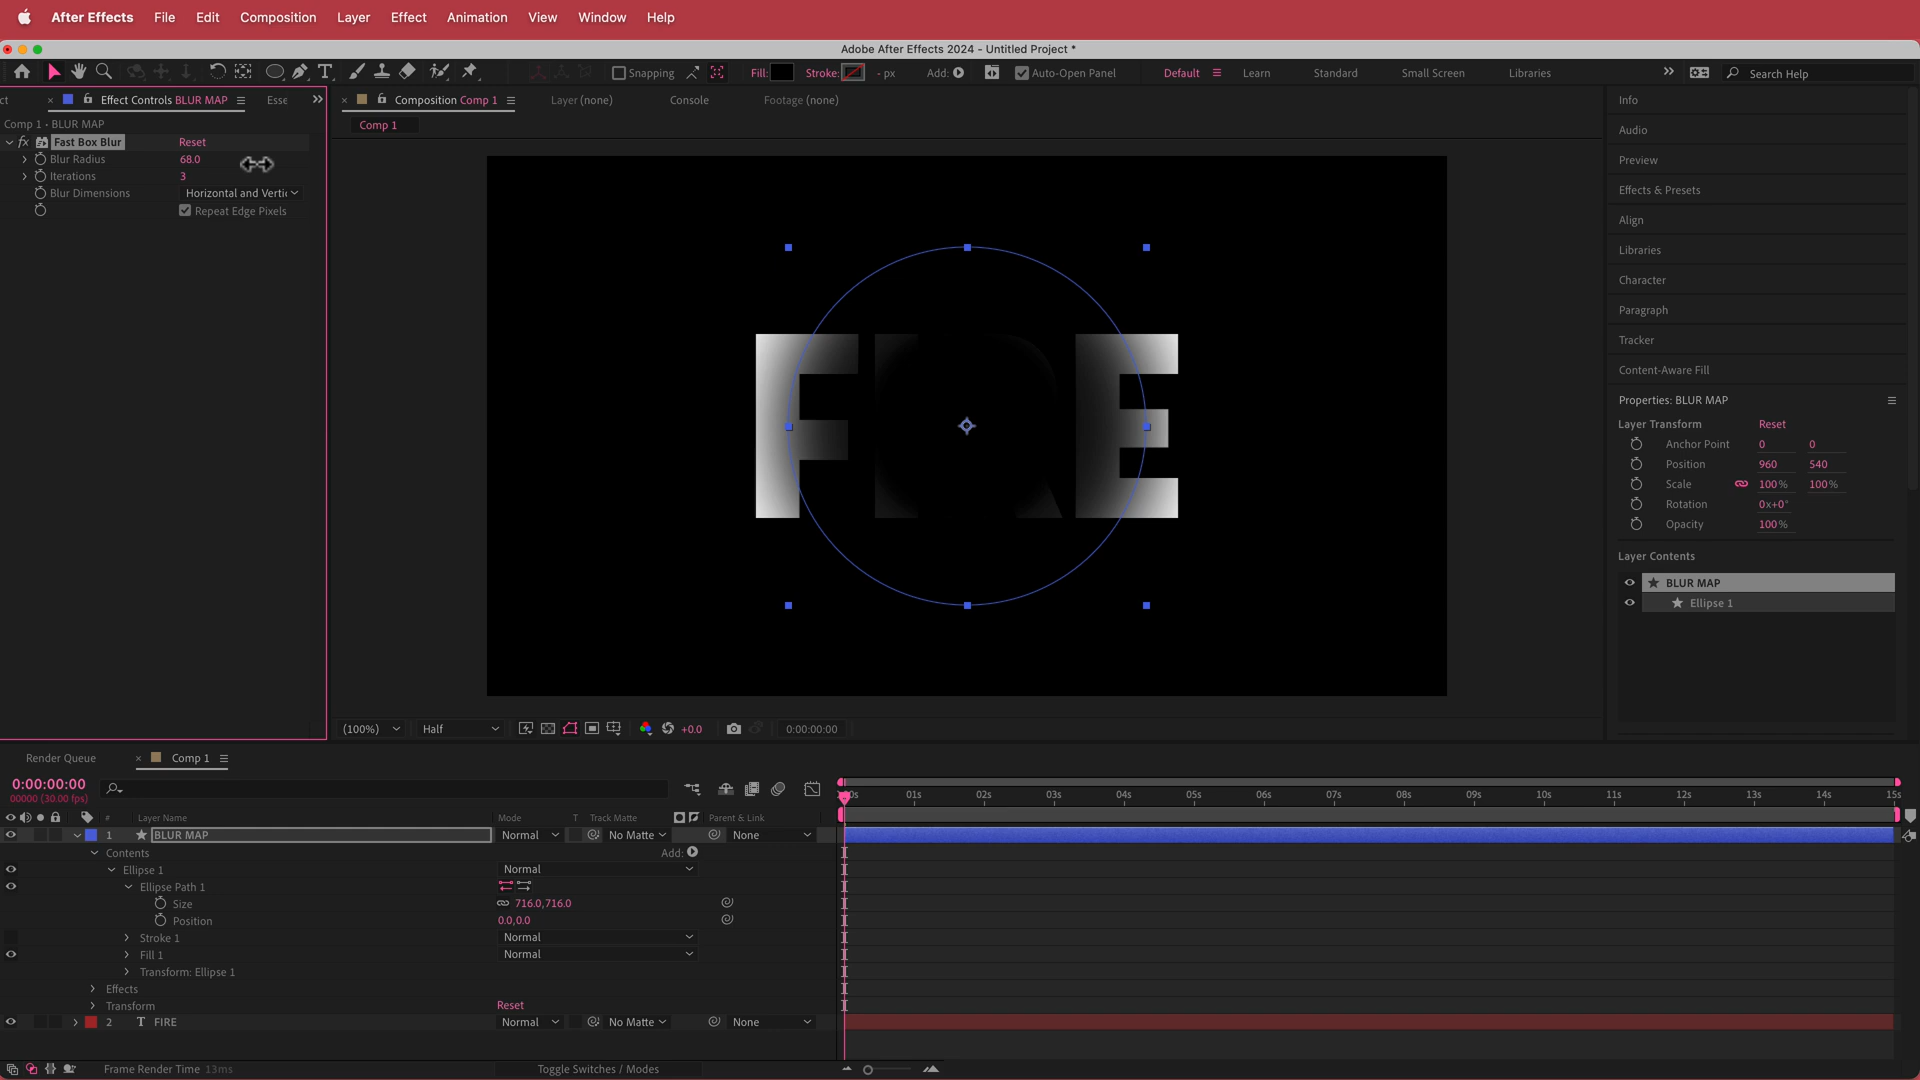 After Effects File Edit Composition Layer Effect Animation View Window Help
Adobe After Effects 2024 - Untitled Project *
Snapping Fill: Stroke: - px Add: Auto-Open Panel Default Learn Standard Small Screen Libraries Search Help
ct Effect Controls BLUR MAP Esse
Composition Comp 1 Layer (none) Console Footage (none)
Comp 1 • BLUR MAP
Comp 1
fx Fast Box Blur Reset
Blur Radius 68.0
Iterations 3
Blur Dimensions Horizontal and Vertic
Repeat Edge Pixels
FIRE
(100%) Half +0.0 0:00:00:00
Info
Audio
Preview
Effects & Presets
Align
Libraries
Character
Paragraph
Tracker
Content-Aware Fill
Properties: BLUR MAP
Layer Transform Reset
Anchor Point 0 0
Position 960 540
Scale 100% 100%
Rotation 0x+0°
Opacity 100%
Layer Contents
BLUR MAP
Ellipse 1
Render Queue Comp 1
0:00:00:00
00000 (30.00 fps)
# Layer Name Mode T Track Matte Parent & Link
01s 02s 03s 04s 05s 06s 07s 08s 09s 10s 11s 12s 13s 14s 15s
1 BLUR MAP Normal No Matte None
Contents Add:
Ellipse 1 Normal
Ellipse Path 1
Size 716.0,716.0
Position 0.0,0.0
Stroke 1 Normal
Fill 1 Normal
Transform: Ellipse 1
Effects
Transform Reset
2 T FIRE Normal No Matte None
Frame Render Time 13ms Toggle Switches / Modes